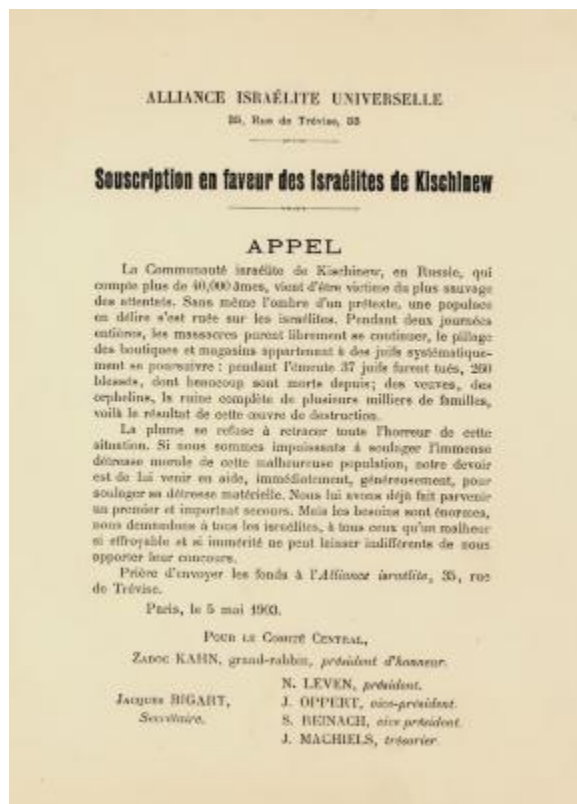 ALLIANCE ISRAÉLITE UNIVERSELLE
35, Rue de Trévise, 35
Souscription en faveur des Israélites de Kischinew
APPEL
La Communauté israélite de Kischinew, en Russie, qui
compte plus de 40,000 âmes, vient d'être victime du plus sauvage
des attentats. Sans même l'ombre d'un prétexte, une populace
en délire s'est ruée sur les israélites. Pendant deux journées
entières, les massacres purent librement se continuer, le pillage
des boutiques et magasins appartenant à des juifs systématique-
ment se poursuivre : pendant l'émeute 37 juifs furent tués, 260
blessés, dont beaucoup sont morts depuis; des veuves, des
orphelins, la ruine complète de plusieurs milliers de familles,
voilà le résultat de cette œuvre de destruction.
La plume se refuse à retracer toute l'horreur de cette
situation. Si nous sommes impuissants à soulager l'immense
détresse morale de cette malheureuse population, notre devoir
est de lui venir en aide, immédiatement, généreusement, pour
soulager sa détresse matérielle. Nous lui avons déjà fait parvenir
un premier et important secours. Mais les besoins sont énormes,
nous demandons à tous les israélites, à tous ceux qu'un malheur
si effroyable et si immérité ne peut laisser indifférents de nous
apporter leur concours.
Prière d'envoyer les fonds à l'Alliance israélite, 35, rue
de Trévise.
Paris, le 5 mai 1903.
POUR LE COMITÉ CENTRAL,
ZADOC KAHN, grand-rabbin, président d'honneur.
N. LEVEN, président.
JACQUES BIGART,
J. OPPERT, vice-président.
Secrétaire.
S. REINACH, vice président.
J. MACHIELS, trésorier.